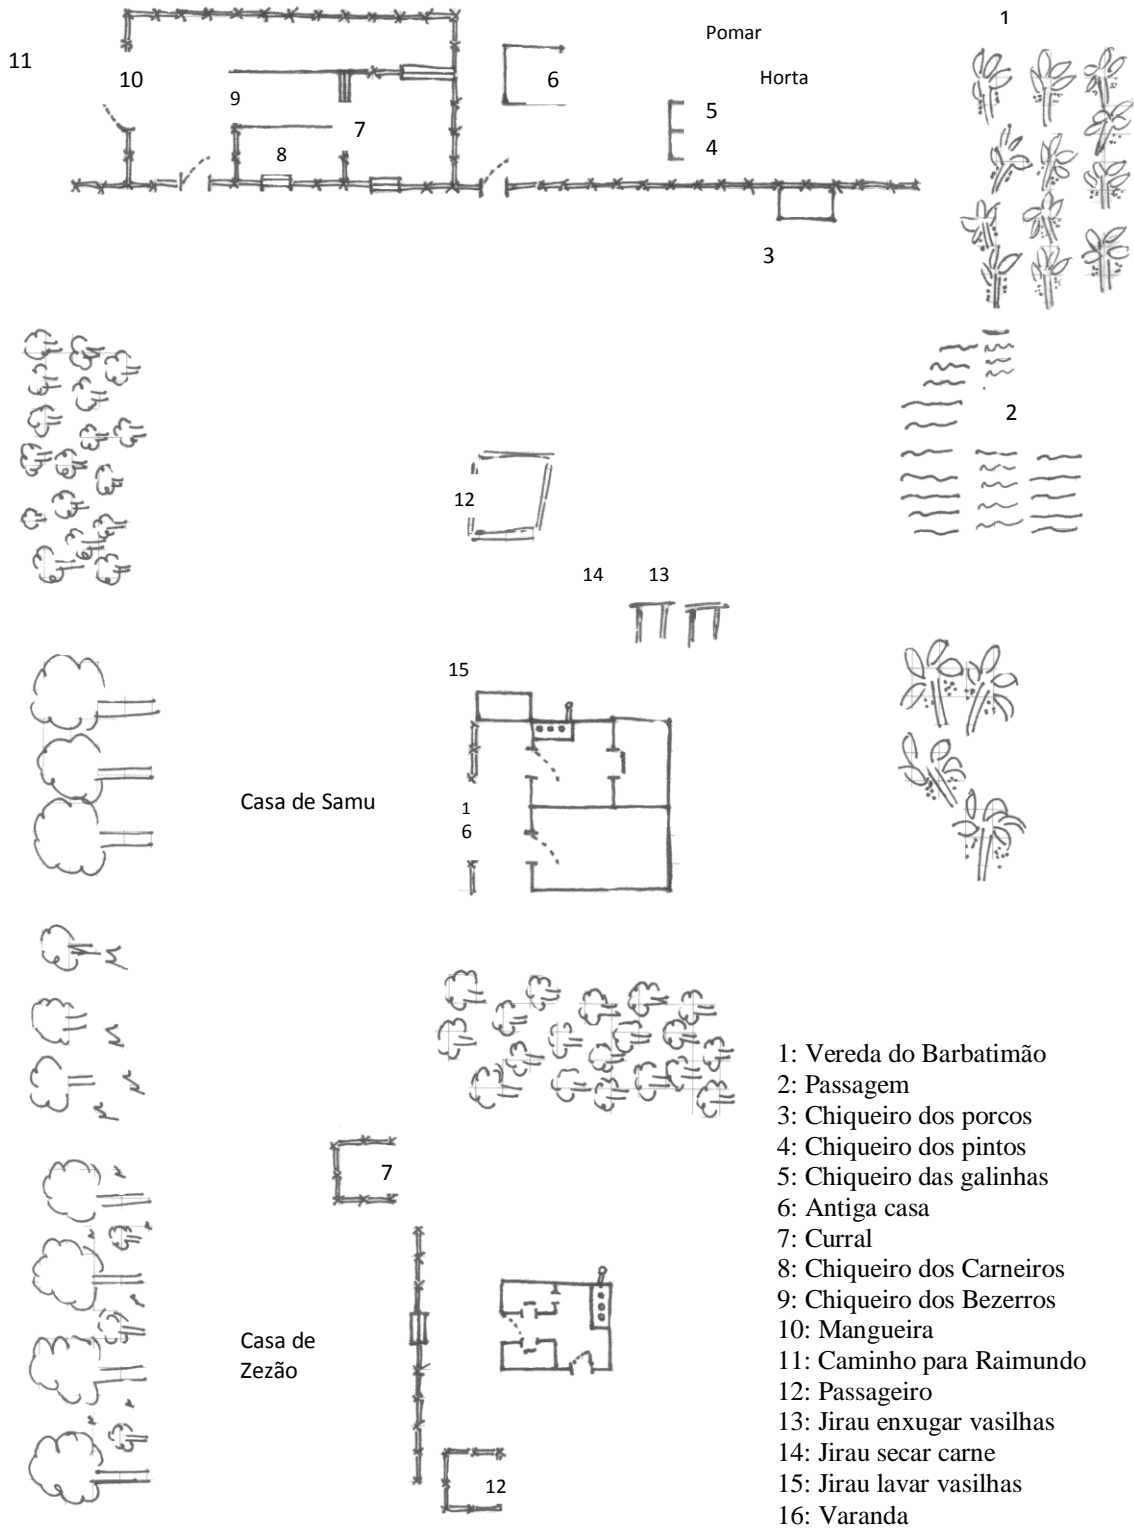 1
Pomar
11
10
6
Horta
9
5
7
4
8
3
2
12
14
13
15
Casa de Samu
1
6
7
Casa de
Zezão
12
1: Vereda do Barbatimão
2: Passagem
3: Chiqueiro dos porcos
4: Chiqueiro dos pintos
5: Chiqueiro das galinhas
6: Antiga casa
7: Curral
8: Chiqueiro dos Carneiros
9: Chiqueiro dos Bezerros
10: Mangueira
11: Caminho para Raimundo
12: Passageiro
13: Jirau enxugar vasilhas
14: Jirau secar carne
15: Jirau lavar vasilhas
16: Varanda